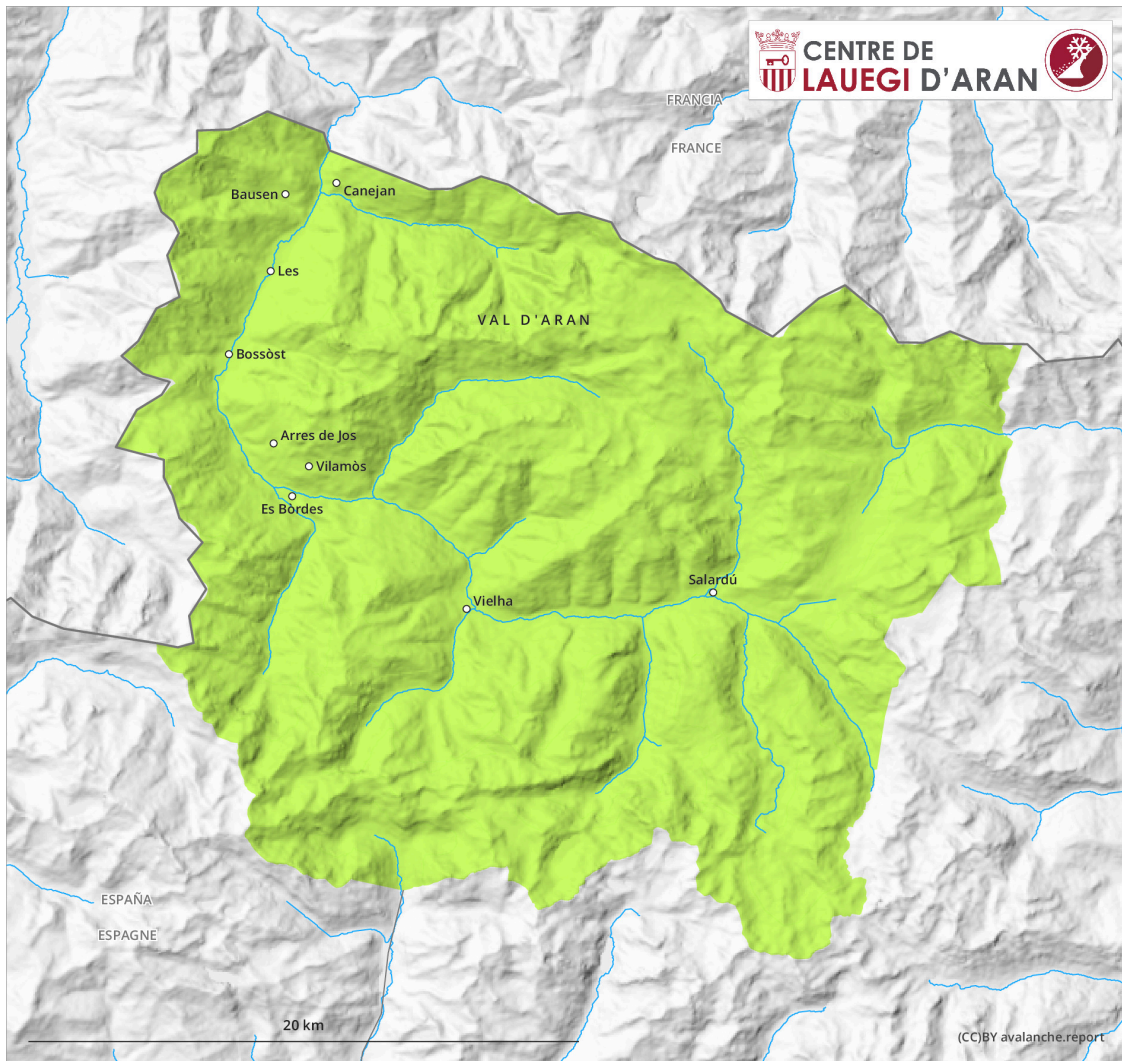 CENTRE DE
LAUEGI D'ARAN
FRANCIA
FRANCE
Bausen
Canejan
Les
VAL D'ARAN
Bossòst
Arres de Jos
Vilamòs
Es Bòrdes
Salardú
Vielha
ESPAÑA
ESPAGNE
20 km
(CC)BY avalanche.report